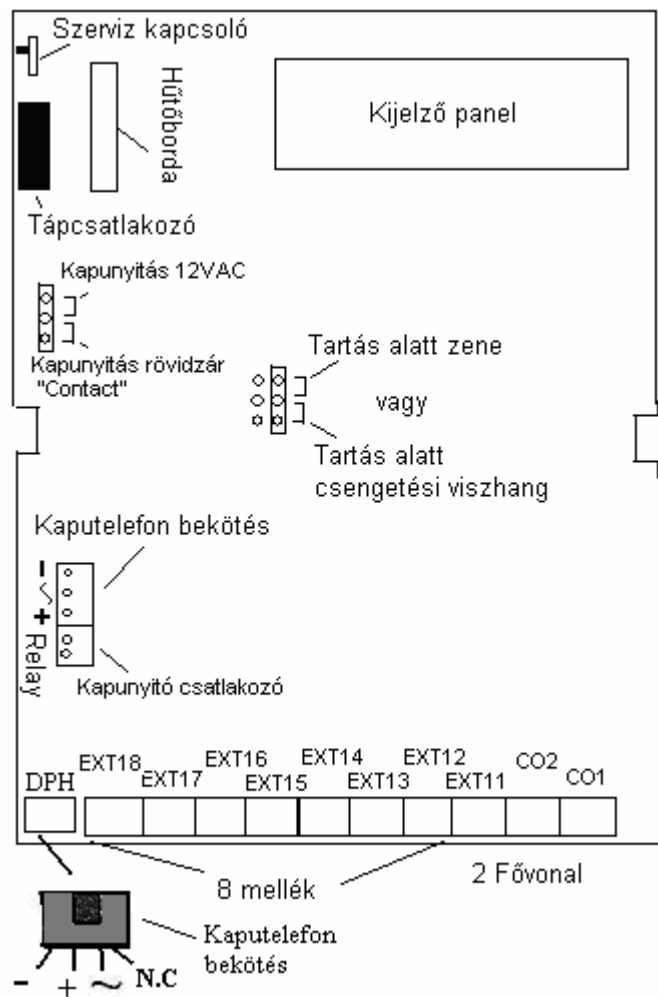 Szerviz kapcsoló
Hűtőborda
Kijelző panel
Tápcsatlakozó
Kapunyitás 12VAC
Kapunyitás rövidzár
"Contact"
Tartás alatt zene
vagy
Tartás alatt
csengetési viszhang
Kaputelefon bekötés
- ~ + Relay
Kapunyitó csatlakozó
DPH
EXT18
EXT17
EXT16
EXT15
EXT14
EXT13
EXT12
EXT11
CO2
CO1
8 mellék
2 Fővonal
Kaputelefon
bekötés
- + ~ N.C